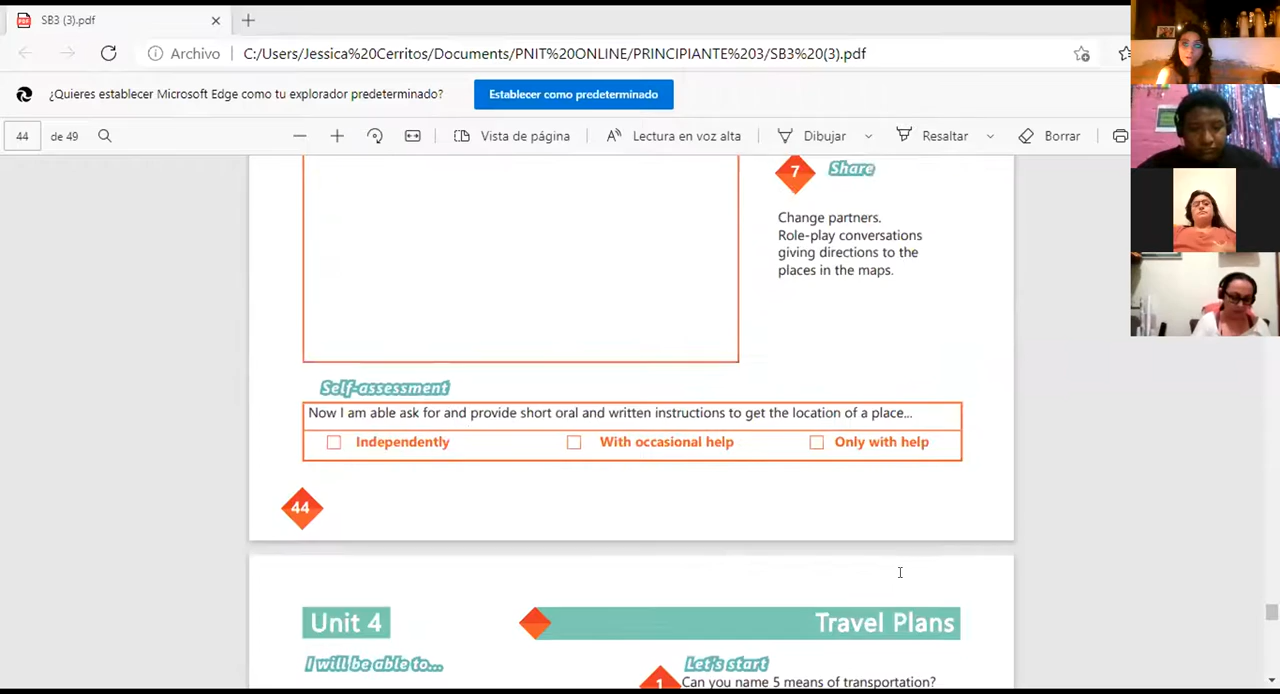 SB3 (3).pdf
Archivo
C:/Users/Jessica%20Cerritos/Documents/PNIT%20ONLINE/PRINCIPIANTE%203/SB3%20(3).pdf
¿Quieres establecer Microsoft Edge como tu explorador predeterminado?
Establecer como predeterminado
44
de 49
Vista de página
Lectura en voz alta
Dibujar
Resaltar
Borrar
7
Share
Change partners.
Role-play conversations
giving directions to the
places in the maps.
Self-assessment
Now I am able ask for and provide short oral and written instructions to get the location of a place...
Independently
With occasional help
Only with help
44
Unit 4
Travel Plans
I will be able to...
Let's start
1
Can you name 5 means of transportation?